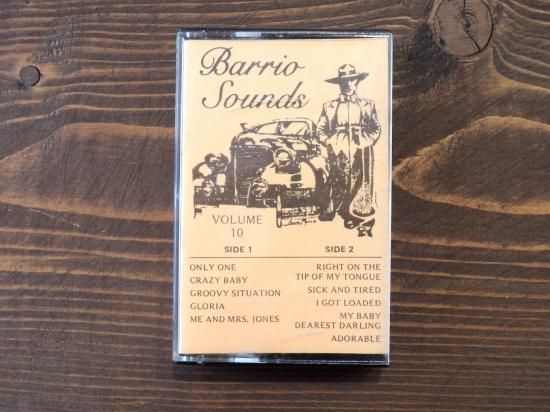 Barrio
Sounds
VOLUME
10
SIDE 1
ONLY ONE
CRAZY BABY
GROOVY SITUATION
GLORIA
ME AND MRS. JONES
SIDE 2
RIGHT ON THE
TIP OF MY TONGUE
SICK AND TIRED
I GOT LOADED
MY BABY
DEAREST DARLING
ADORABLE